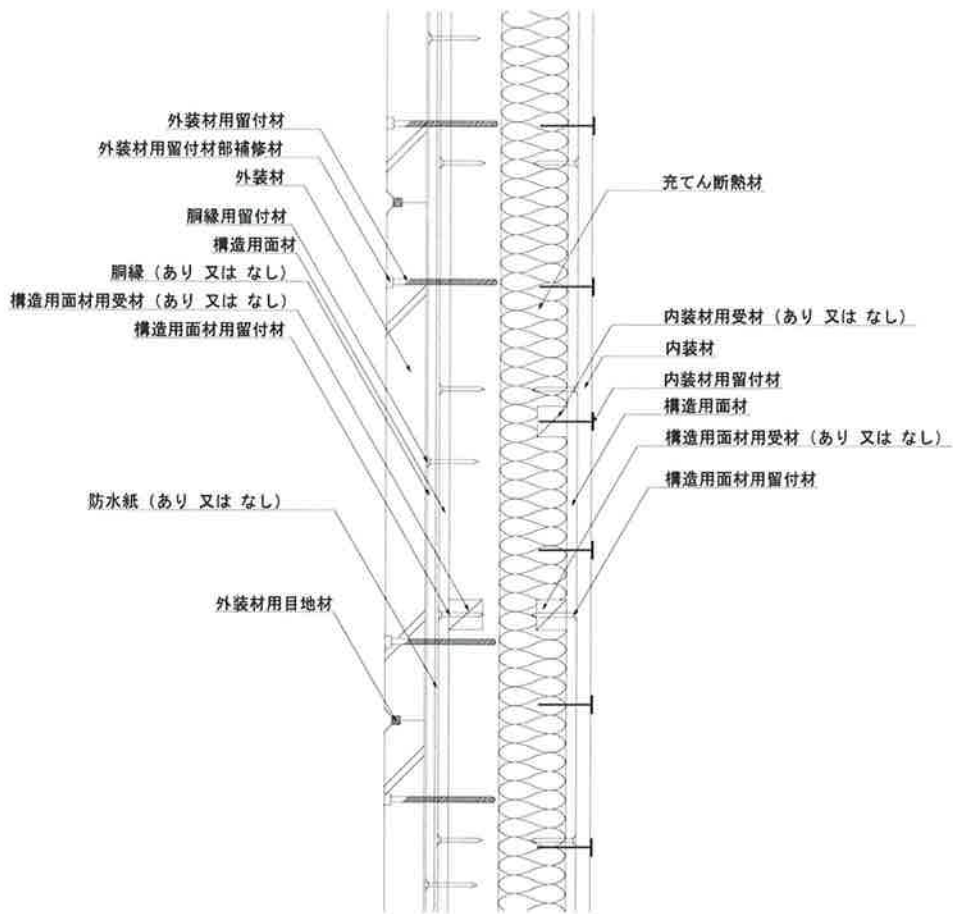 外装材用留付材
外装材用留付材部補修材
外装材
胴縁用留付材
構造用面材
胴縁（あり 又は なし）
構造用面材用受材（あり 又は なし）
構造用面材用留付材
防水紙（あり 又は なし）
外装材用目地材
充てん断熱材
内装材用受材（あり 又は なし）
内装材
内装材用留付材
構造用面材
構造用面材用受材（あり 又は なし）
構造用面材用留付材